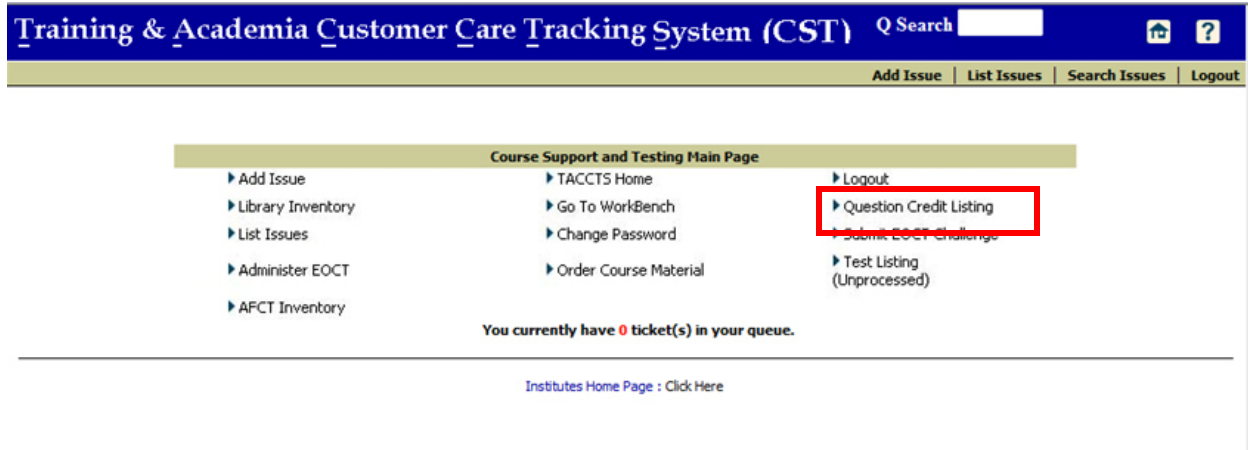 Training & Academia Customer Care Tracking System (CST) Q Search
Add Issue | List Issues | Search Issues | Logout
Course Support and Testing Main Page
Add Issue TACCTS Home Logout
Library Inventory Go To WorkBench Question Credit Listing
List Issues Change Password Submit EOCT Challenge
Administer EOCT Order Course Material Test Listing
(Unprocessed)
AFCT Inventory
You currently have 0 ticket(s) in your queue.
Institutes Home Page : Click Here